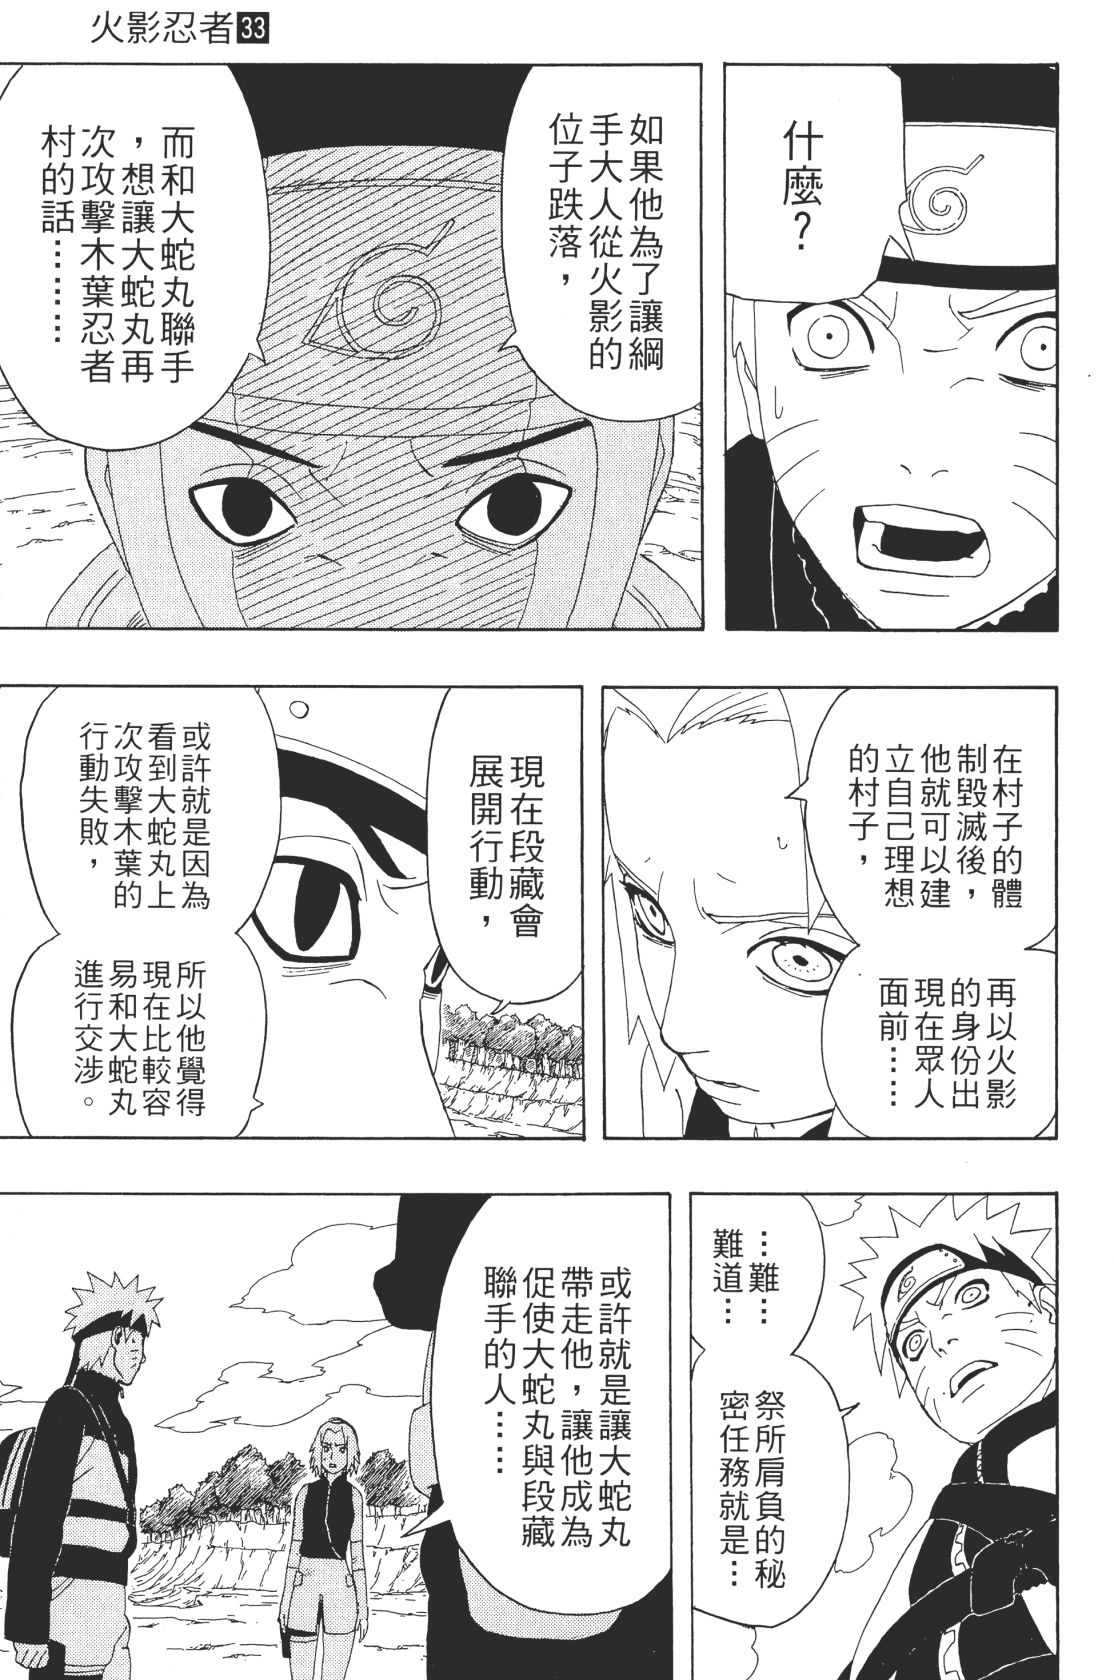 火影忍者33
什麼?
如果他為了讓綱
手大人從火影的
位子跌落，
而和大蛇丸聯手
，想讓大蛇丸再
次攻擊木葉忍者
村的話………
在村子的體
制毀滅後，
他就可以建
立自己理想
的村子，
再以火影
的身份出
現在眾人
面前……
現在段藏會
展開行動，
或許就是因為
看到大蛇丸上
次攻擊木葉的
行動失敗，
所以他覺得
現在比較容
易和大蛇丸
進行交涉。
…難…
難道…
祭所肩負的秘
密任務就是…
或許就是讓大蛇丸
帶走他，讓他成為
促使大蛇丸與段藏
聯手的人……